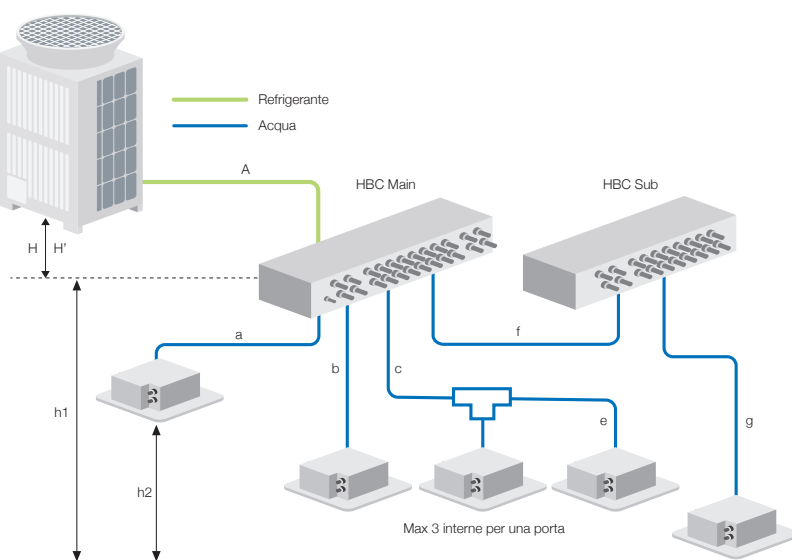 Refrigerante
Acqua
A
HBC Main
HBC Sub
H H'
a
f
b
c
h1
e
g
h2
Max 3 interne per una porta